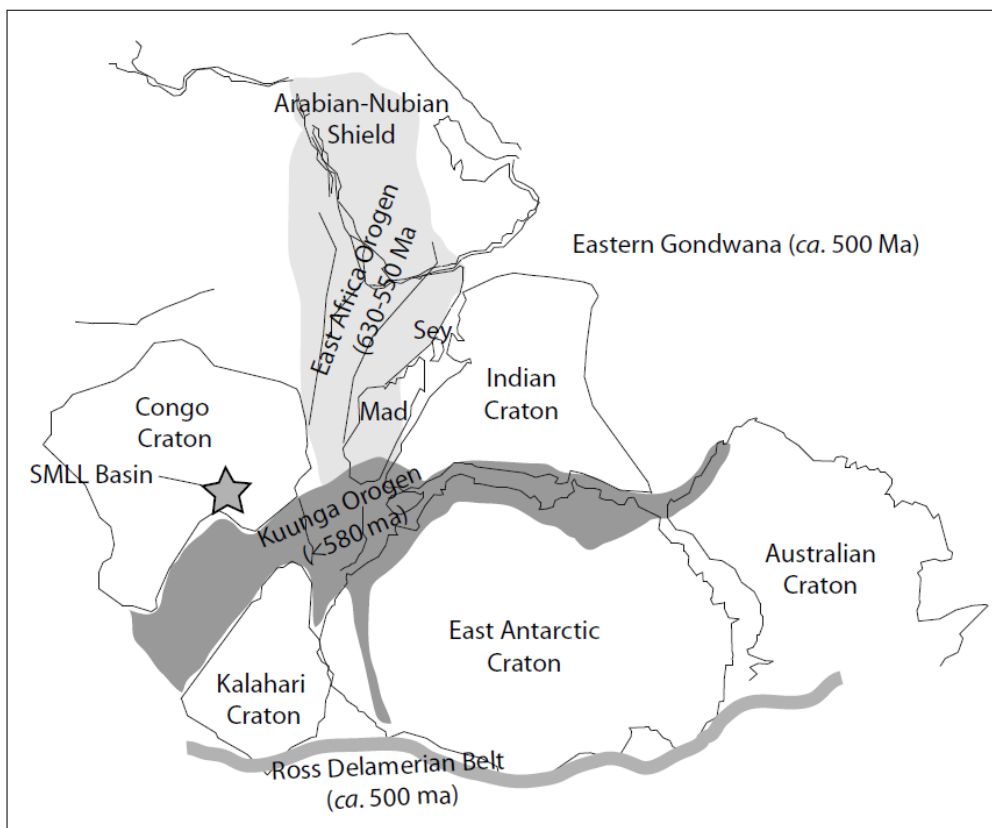 Arabian-Nubian
Shield
East Africa Orogen
(630-550 Ma
Eastern Gondwana (ca. 500 Ma)
Sey
Mad
Indian
Craton
Congo
Craton
SMLL Basin
Kuunga Orogen
(<580 ma)
Australian
Craton
East Antarctic
Craton
Kalahari
Craton
Ross Delamerian Belt
(ca. 500 ma)